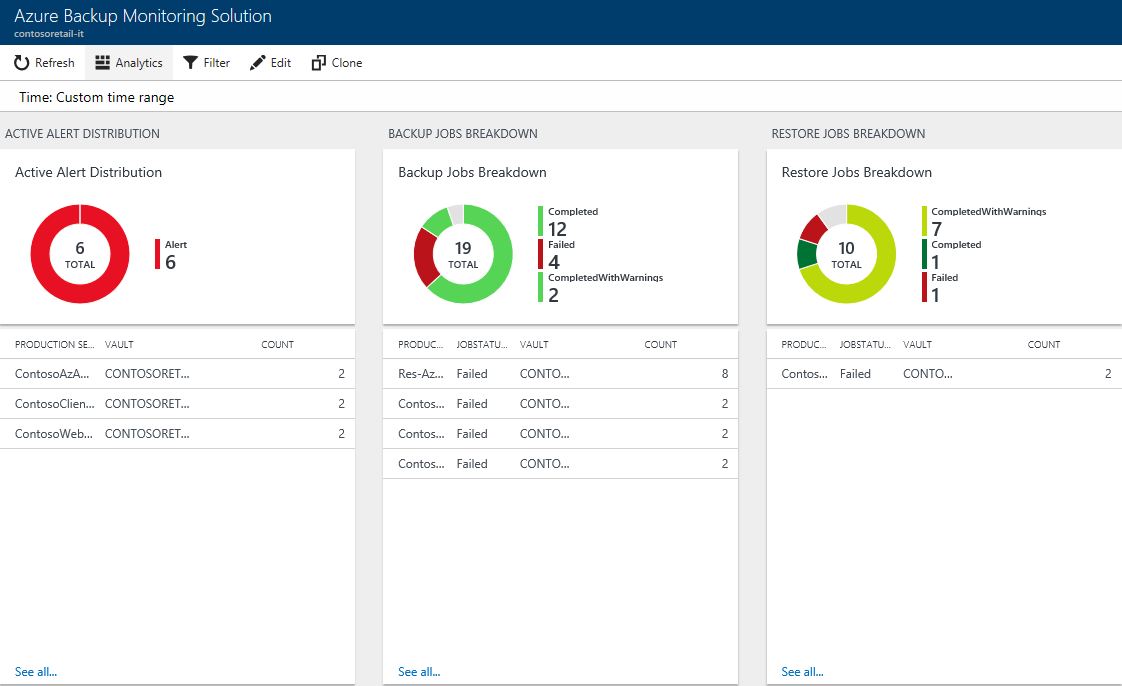 Azure Backup Monitoring Solution
contosoretail-it
Refresh Analytics Filter Edit Clone
Time: Custom time range
ACTIVE ALERT DISTRIBUTION
Active Alert Distribution
6
TOTAL
Alert
6
PRODUCTION SE... VAULT COUNT
ContosoAzA... CONTOSORET... 2
ContosoClien... CONTOSORET... 2
ContosoWeb... CONTOSORET... 2
See all...
BACKUP JOBS BREAKDOWN
Backup Jobs Breakdown
19
TOTAL
Completed
12
Failed
4
CompletedWithWarnings
2
PRODUC... JOBSTATU... VAULT COUNT
Res-Az... Failed CONTO... 8
Contos... Failed CONTO... 2
Contos... Failed CONTO... 2
Contos... Failed CONTO... 2
See all...
RESTORE JOBS BREAKDOWN
Restore Jobs Breakdown
10
TOTAL
CompletedWithWarnings
7
Completed
1
Failed
1
PRODUC... JOBSTATU... VAULT COUNT
Contos... Failed CONTO... 2
See all...